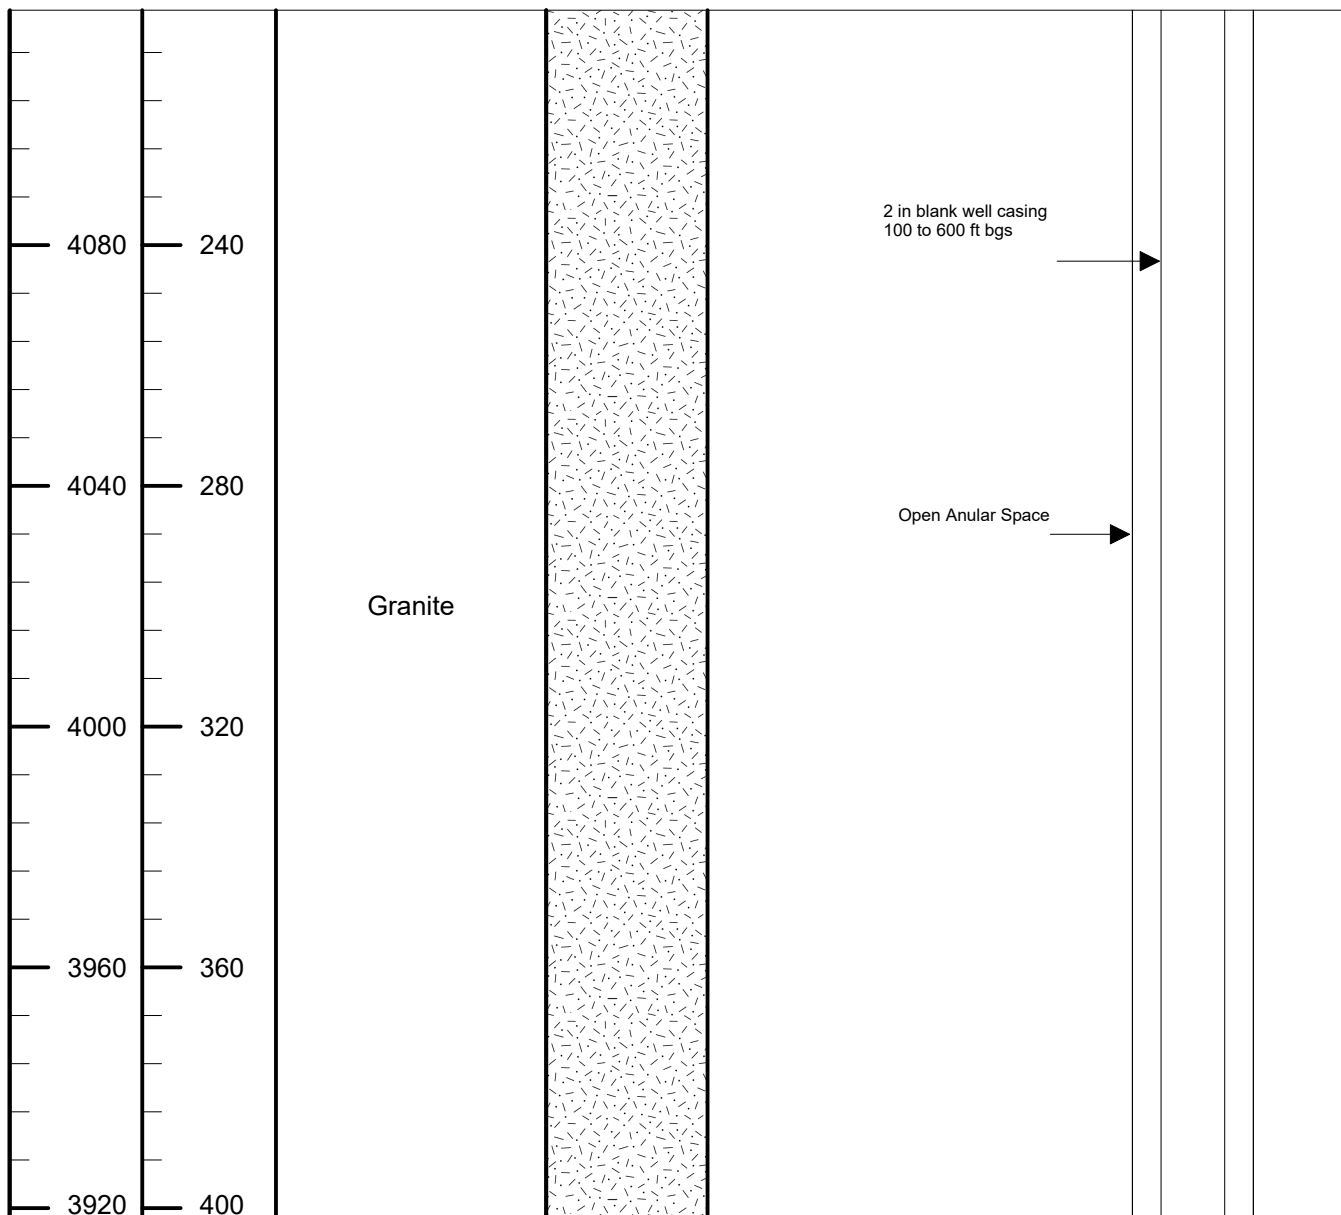 2 in blank well casing
100 to 600 ft bgs
4080 240
4040 280
Open Anular Space
Granite
4000 320
3960 360
3920 400